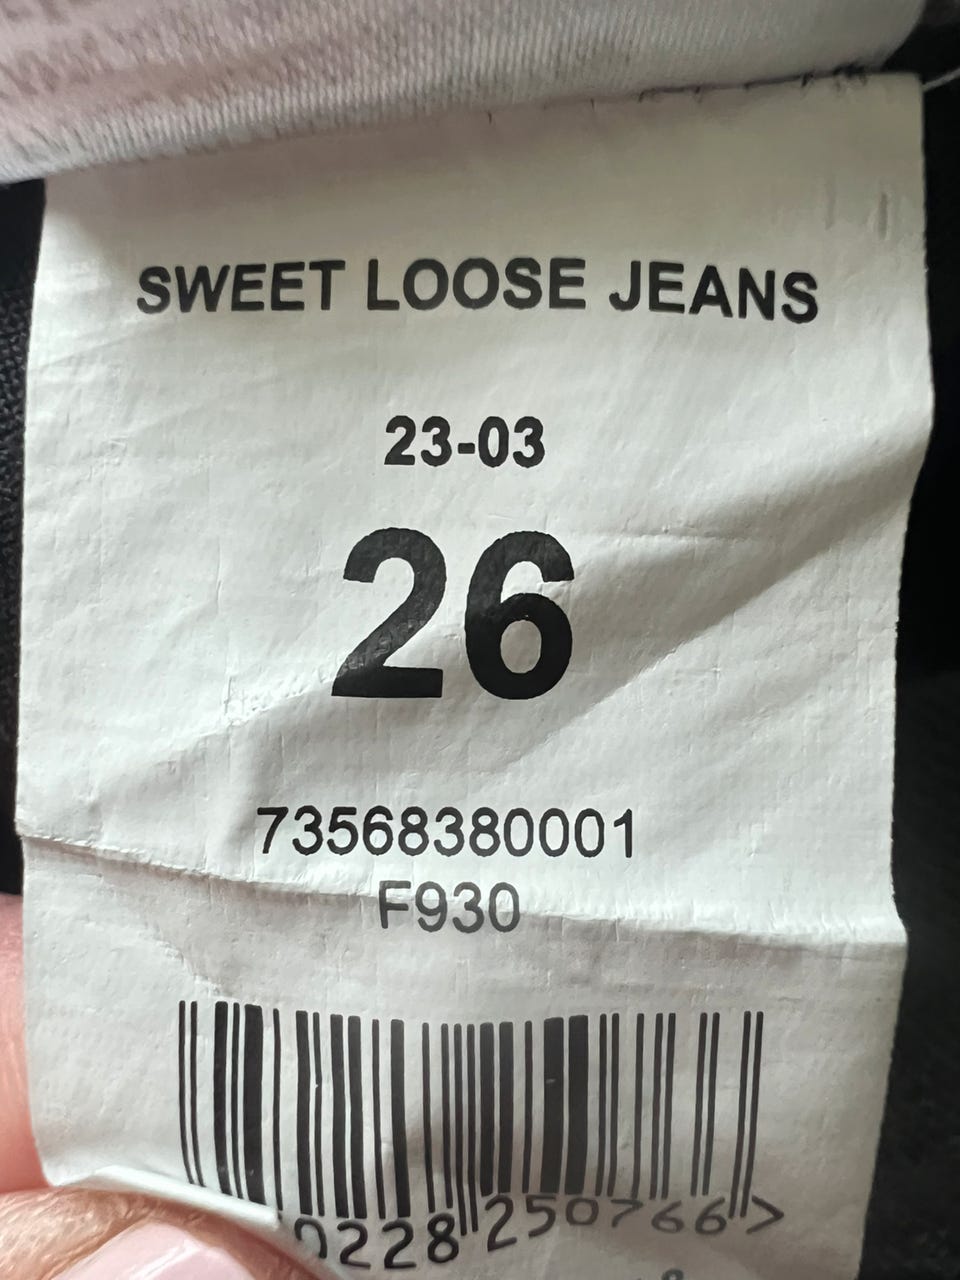 SWEET LOOSE JEANS
23-03
26
73568380001
F930
0228 250766 >